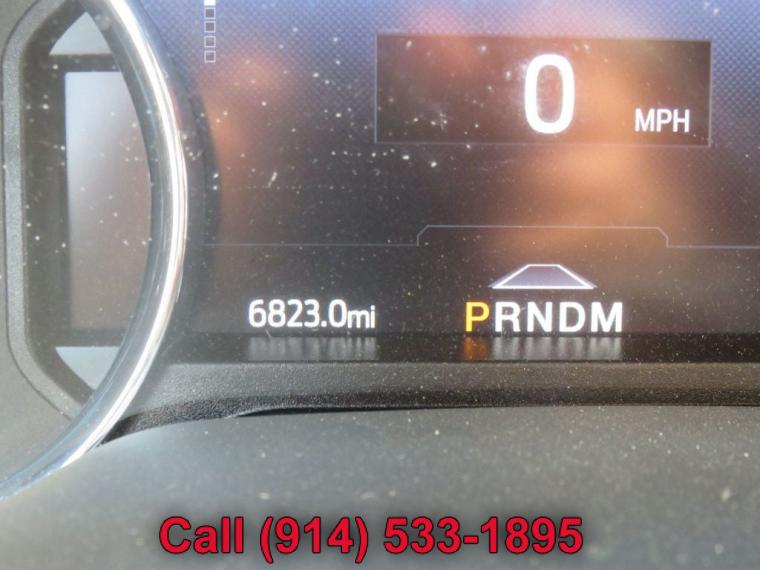 0
MPH
6823.0mi
PRNDM
Call (914) 533-1895